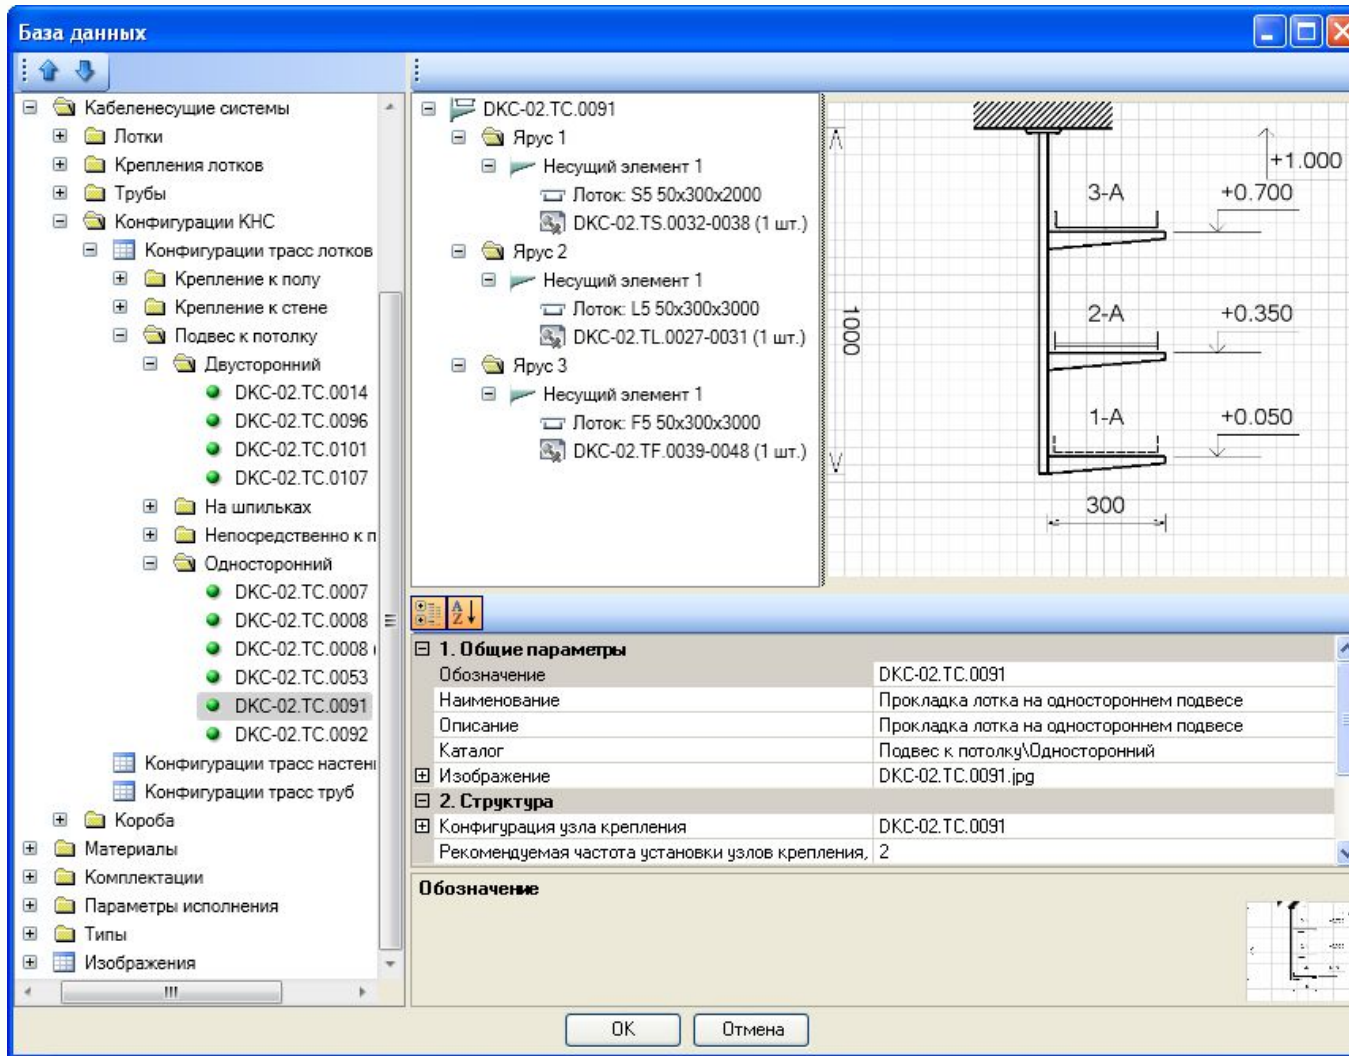 База данных
Кабеленесущие системы
Лотки
Крепления лотков
Трубы
Конфигурации КНС
Конфигурации трасс лотков
Крепление к полу
Крепление к стене
Подвес к потолку
Двусторонний
DKC-02.TC.0014
DKC-02.TC.0096
DKC-02.TC.0101
DKC-02.TC.0107
На шпильках
Непосредственно к п
Односторонний
DKC-02.TC.0007
DKC-02.TC.0008
DKC-02.TC.0008 (
DKC-02.TC.0053
DKC-02.TC.0091
DKC-02.TC.0092
Конфигурации трасс настен
Конфигурации трасс труб
Короба
Материалы
Комплектации
Параметры исполнения
Типы
Изображения
DKC-02.TC.0091
Ярус 1
Несущий элемент 1
Лоток: S5 50x300x2000
DKC-02.TS.0032-0038 (1 шт.)
Ярус 2
Несущий элемент 1
Лоток: L5 50x300x3000
DKC-02.TL.0027-0031 (1 шт.)
Ярус 3
Несущий элемент 1
Лоток: F5 50x300x3000
DKC-02.TF.0039-0048 (1 шт.)
+1.000
3-A +0.700
2-A +0.350
1000
1-A +0.050
300
1. Общие параметры
Обозначение DKC-02.TC.0091
Наименование Прокладка лотка на одностороннем подвесе
Описание Прокладка лотка на одностороннем подвесе
Каталог Подвес к потолку\Односторонний
Изображение DKC-02.TC.0091.jpg
2. Структура
Конфигурация узла крепления DKC-02.TC.0091
Рекомендуемая частота установки узлов крепления, 2
Обозначение
OK Отмена